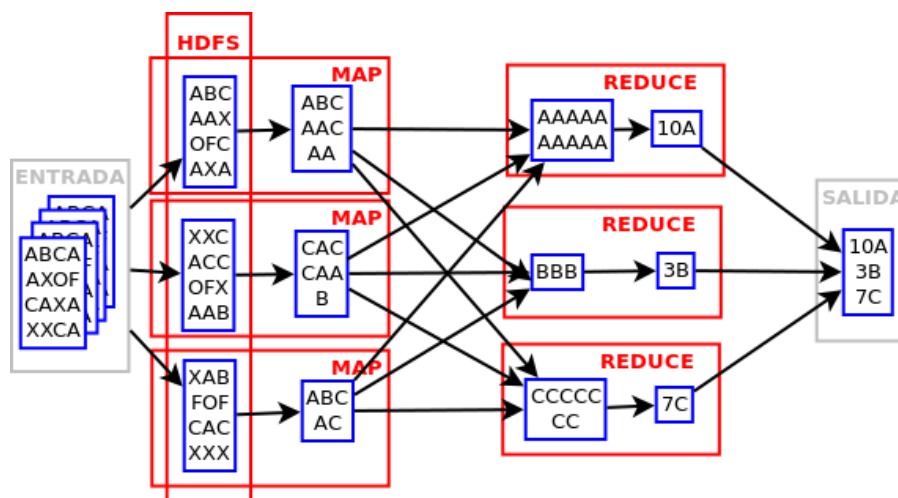 HDFS
ENTRADA
ABCA
ABCA
ABCA
AXOF
CAXA
XXCA
MAP
ABC
AAX
OFC
AXA
ABC
AAC
AA
MAP
XXC
ACC
OFX
AAB
CAC
CAA
B
MAP
XAB
FOF
CAC
XXX
ABC
AC
REDUCE
AAAAA
AAAAA
10A
REDUCE
BBB
3B
REDUCE
CCCCC
CC
7C
SALIDA
10A
3B
7C